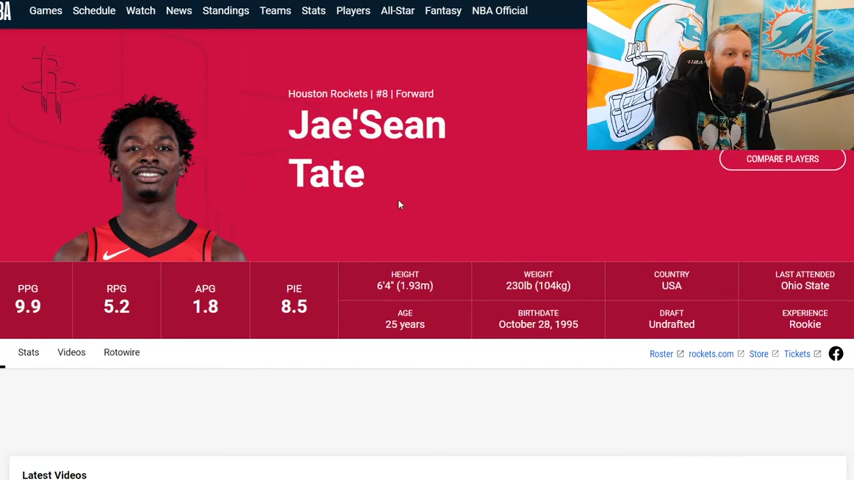 BA
Games Schedule Watch News Standings Teams Stats Players All-Star Fantasy NBA Official
Houston Rockets | #8 | Forward
Jae'Sean
Tate
COMPARE PLAYERS
PPG
9.9
RPG
5.2
APG
1.8
PIE
8.5
HEIGHT
6'4" (1.93m)
WEIGHT
230lb (104kg)
COUNTRY
USA
LAST ATTENDED
Ohio State
AGE
25 years
BIRTHDATE
October 28, 1995
DRAFT
Undrafted
EXPERIENCE
Rookie
Stats Videos Rotowire
Roster rockets.com Store Tickets
Latest Videos